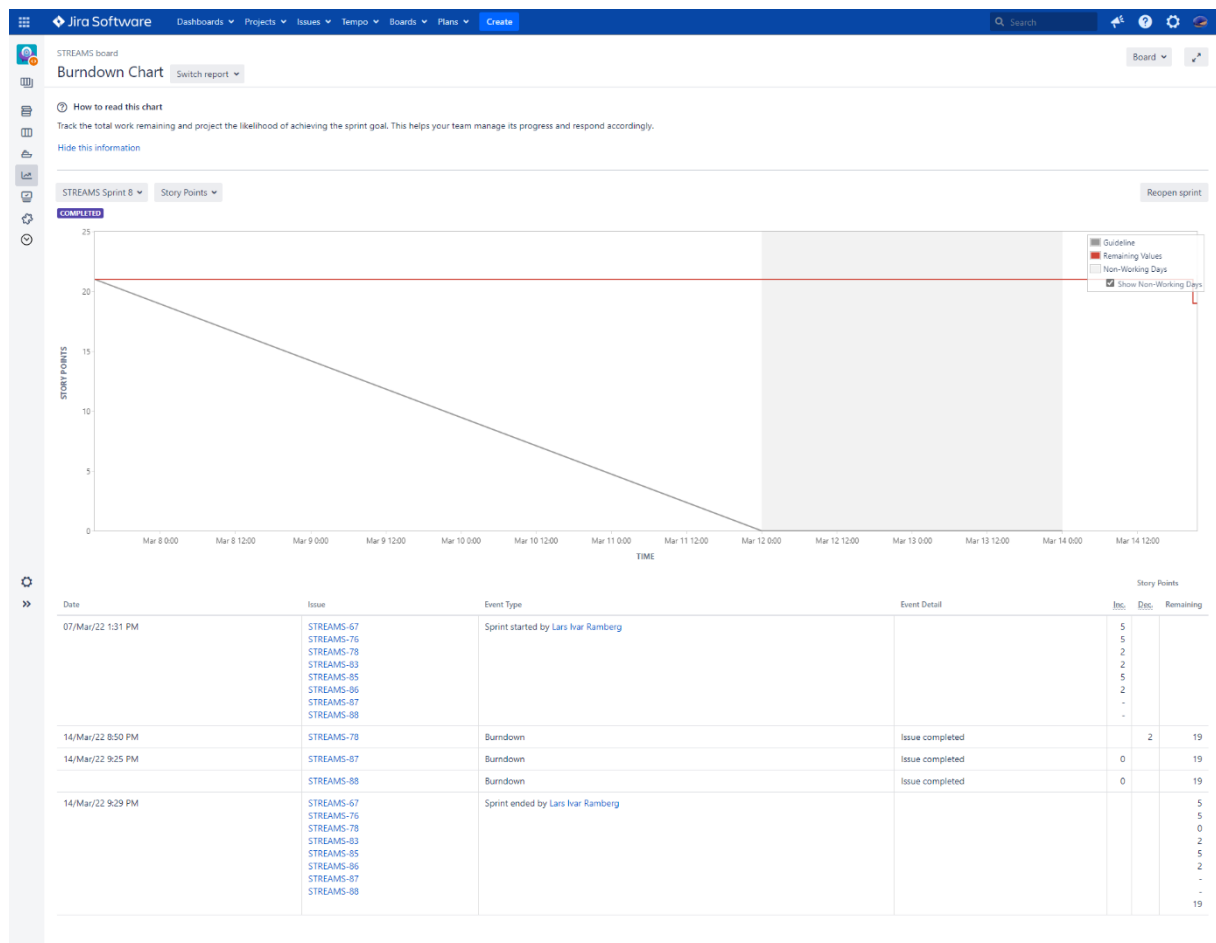 Jira Software Dashboards Projects Issues Tempo Boards Plans Create Search
STREAMS board
Board
Burndown Chart Switch report
How to read this chart
Track the total work remaining and project the likelihood of achieving the sprint goal. This helps your team manage its progress and respond accordingly.
Hide this information
STREAMS Sprint 8 Story Points Reopen sprint
COMPLETED
25
20
15
10
5
0
STORY POINTS
Guideline
Remaining Values
Non-Working Days
Show Non-Working Days
Mar 8 0:00 Mar 8 12:00 Mar 9 0:00 Mar 9 12:00 Mar 10 0:00 Mar 10 12:00 Mar 11 0:00 Mar 11 12:00 Mar 12 0:00 Mar 12 12:00 Mar 13 0:00 Mar 13 12:00 Mar 14 0:00 Mar 14 12:00
TIME
Story Points
Date Issue Event Type Event Detail Inc. Dec. Remaining
07/Mar/22 1:31 PM STREAMS-67 Sprint started by Lars Ivar Ramberg 5
STREAMS-76 5
STREAMS-78 2
STREAMS-83 2
STREAMS-85 5
STREAMS-86 2
STREAMS-87 -
STREAMS-88 -
14/Mar/22 8:50 PM STREAMS-78 Burndown Issue completed 2 19
14/Mar/22 9:25 PM STREAMS-87 Burndown Issue completed 0 19
STREAMS-88 Burndown Issue completed 0 19
14/Mar/22 9:29 PM STREAMS-67 Sprint ended by Lars Ivar Ramberg 5
STREAMS-76 5
STREAMS-78 0
STREAMS-83 2
STREAMS-85 5
STREAMS-86 2
STREAMS-87 -
STREAMS-88 -
19